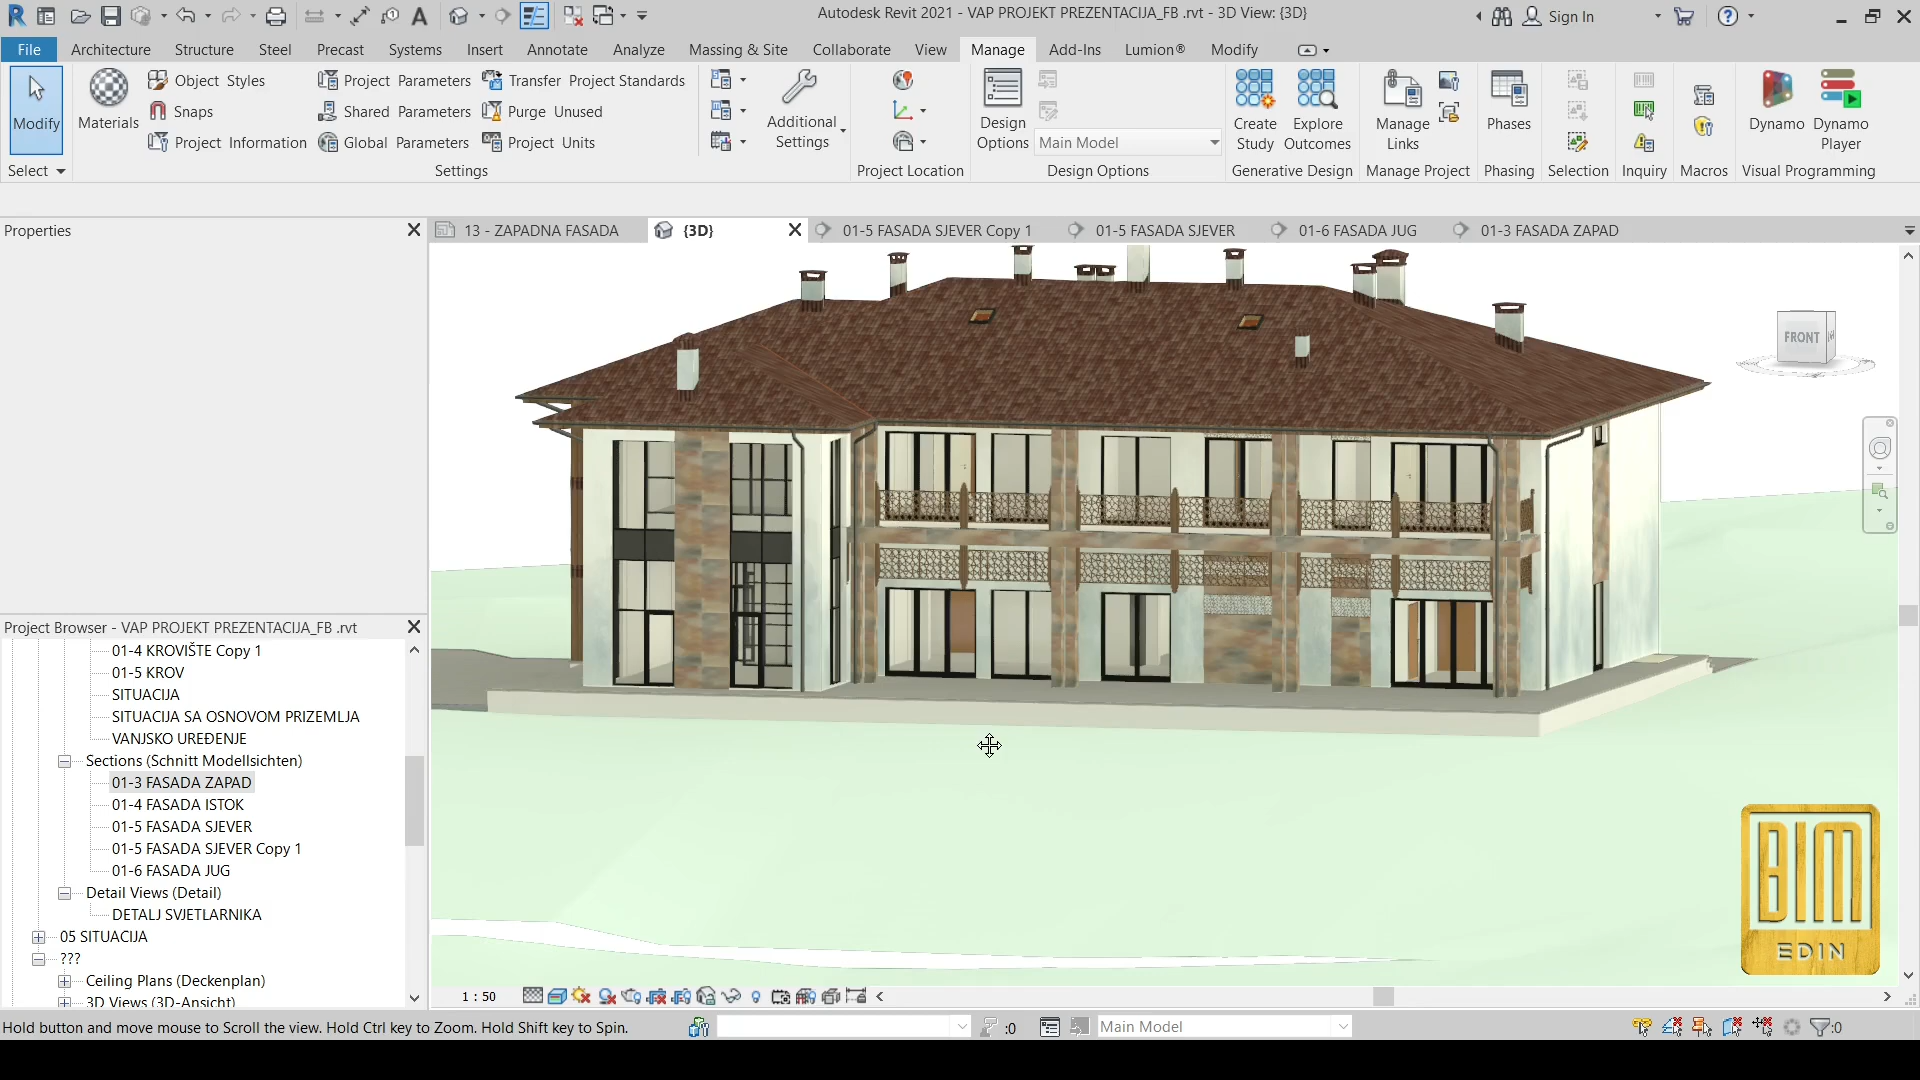 Autodesk Revit 2021 - VAP PROJEKT PREZENTACIJA_FB .rvt - 3D View: {3D}
Sign In
File Architecture Structure Steel Precast Systems Insert Annotate Analyze Massing & Site Collaborate View Manage Add-Ins Lumion® Modify
Modify
Materials
Object Styles
Snaps
Project Information
Project Parameters
Shared Parameters
Global Parameters
Transfer Project Standards
Purge Unused
Project Units
Additional
Settings
Design
Options
Main Model
Create
Study
Explore
Outcomes
Manage
Links
Phases
Dynamo
Dynamo
Player
Select
Settings
Project Location
Design Options
Generative Design
Manage Project
Phasing
Selection
Inquiry
Macros
Visual Programming
Properties
13 - ZAPADNA FASADA
{3D}
01-5 FASADA SJEVER Copy 1
01-5 FASADA SJEVER
01-6 FASADA JUG
01-3 FASADA ZAPAD
FRONT
Project Browser - VAP PROJEKT PREZENTACIJA_FB .rvt
01-4 KROVIŠTE Copy 1
01-5 KROV
SITUACIJA
SITUACIJA SA OSNOVOM PRIZEMLJA
VANJSKO UREĐENJE
Sections (Schnitt Modellsichten)
01-3 FASADA ZAPAD
01-4 FASADA ISTOK
01-5 FASADA SJEVER
01-5 FASADA SJEVER Copy 1
01-6 FASADA JUG
Detail Views (Detail)
DETALJ SVJETLARNIKA
05 SITUACIJA
???
Ceiling Plans (Deckenplan)
3D Views (3D-Ansicht)
BIM
EDIN
1 : 50
Hold button and move mouse to Scroll the view. Hold Ctrl key to Zoom. Hold Shift key to Spin.
:0
Main Model
:0